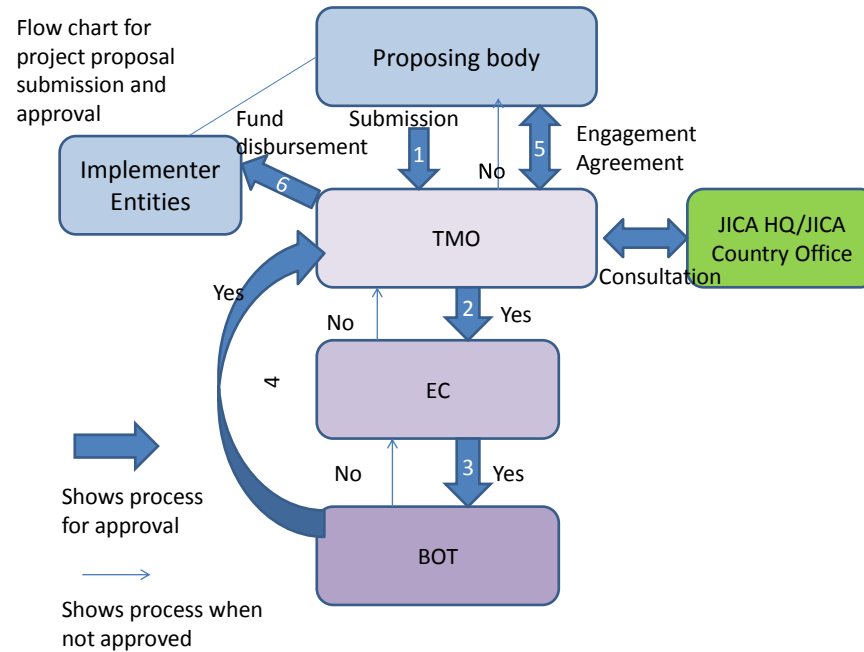 Flow chart for
project proposal
submission and
approval
Proposing body
Fund
disbursement
Submission
1
No
5
Engagement
Agreement
Implementer
Entities
6
TMO
JICA HQ/JICA
Country Office
Consultation
Yes
2
Yes
No
4
EC
3
Yes
No
BOT
Shows process
for approval
Shows process when
not approved